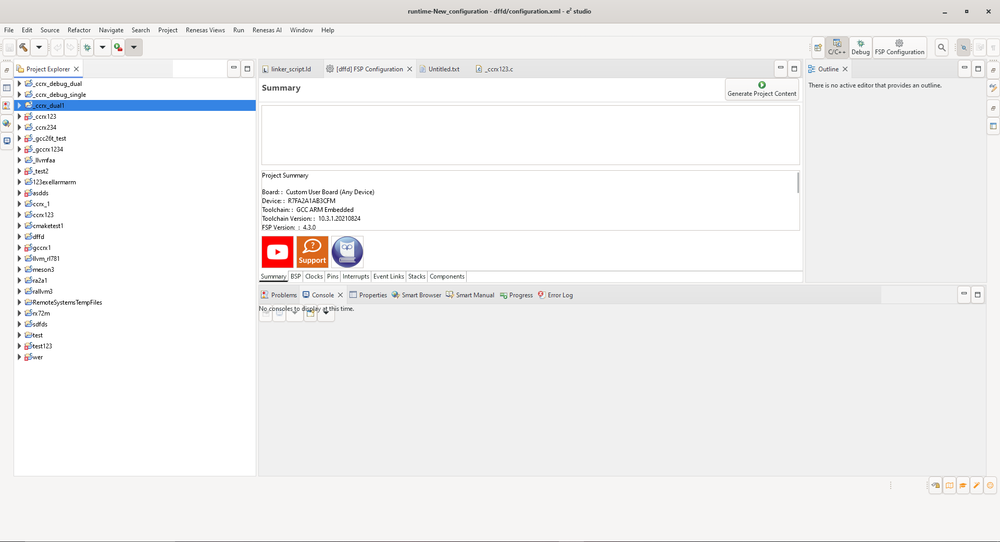 runtime-New_configuration - dffd/configuration.xml - e² studio
File Edit Source Refactor Navigate Search Project Renesas Views Run Renesas AI Window Help
C/C++ Debug FSP Configuration
Project Explorer
_ccrx_debug_dual
_ccrx_debug_single
_ccrx_dual1
_ccrx123
_ccrx234
_gcc26t_test
_gccrx1234
_llvmfaa
_test2
123exellarmarm
asdds
ccrx_1
ccrx123
cmaketest1
dffd
gccrx1
llvm_rl781
meson3
ra2a1
rallvm3
RemoteSystemsTempFiles
rx72m
sdfds
test
test123
wer
linker_script.ld [dffd] FSP Configuration Untitled.txt _ccrx123.c
Summary
Generate Project Content
Project Summary
Board: : Custom User Board (Any Device)
Device: : R7FA2A1AB3CFM
Toolchain: : GCC ARM Embedded
Toolchain Version: : 10.3.1.20210824
FSP Version: : 4.3.0
Support
Summary BSP Clocks Pins Interrupts Event Links Stacks Components
Outline
There is no active editor that provides an outline.
Problems Console Properties Smart Browser Smart Manual Progress Error Log
No consoles to display at this time.